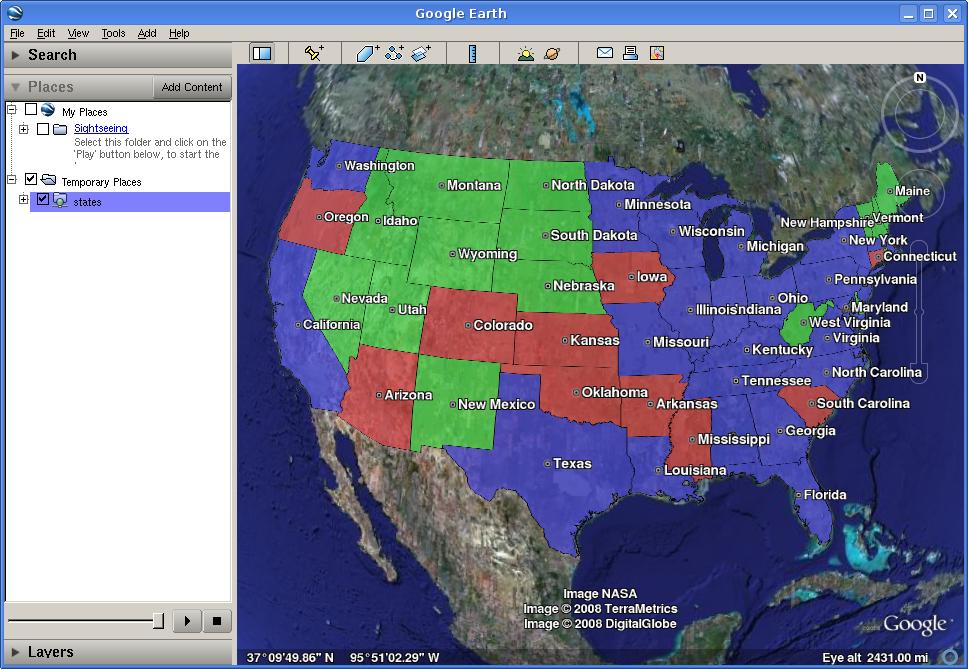 Google Earth
File Edit View Tools Add Help
Search
Places
Add Content
My Places
Sightseeing
Select this folder and click on the
'Play' button below, to start the
Temporary Places
states
Layers
N
Washington
Montana
North Dakota
Minnesota
Maine
Oregon
Idaho
South Dakota
Wisconsin
Michigan
New Hampshire
Vermont
New York
Connecticut
Wyoming
Nebraska
Iowa
Pennsylvania
Nevada
Utah
Illinois
Indiana
Ohio
Maryland
California
Colorado
Kansas
Missouri
Kentucky
West Virginia
Virginia
Arizona
New Mexico
Oklahoma
Arkansas
Tennessee
North Carolina
South Carolina
Mississippi
Georgia
Texas
Louisiana
Florida
Image NASA
Image © 2008 TerraMetrics
Image © 2008 DigitalGlobe
Google
37°09'49.86" N 95°51'02.29" W
Eye alt 2431.00 mi